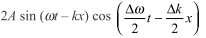 2A sin (ωt – kx) cos (Δω/2 t – Δk/2 x)